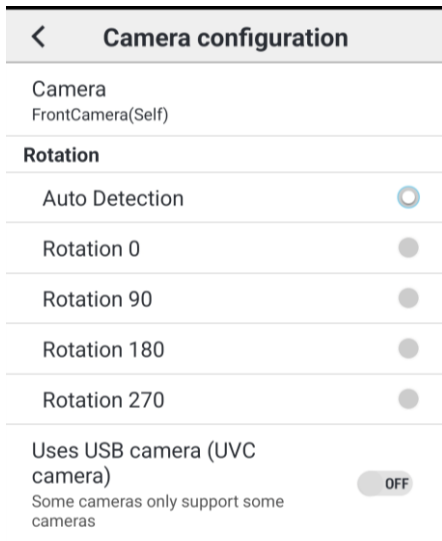 Camera configuration
Camera
FrontCamera(Self)
Rotation
Auto Detection
Rotation 0
Rotation 90
Rotation 180
Rotation 270
Uses USB camera (UVC
camera)
OFF
Some cameras only support some
cameras